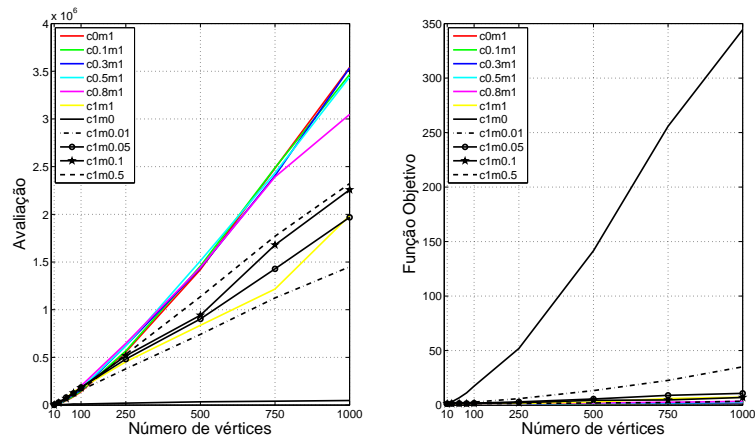 x 10⁶
4
3,5
3
2,5
2
1,5
1
0,5
0
Avaliação
10 100 250 500 750 1000
Número de vértices
c0m1
c0.1m1
c0.3m1
c0.5m1
c0.8m1
c1m1
c1m0
c1m0.01
c1m0.05
c1m0.1
c1m0.5
350
300
250
200
150
100
50
0
Função Objetivo
10 100 250 500 750 1000
Número de vértices
c0m1
c0.1m1
c0.3m1
c0.5m1
c0.8m1
c1m1
c1m0
c1m0.01
c1m0.05
c1m0.1
c1m0.5